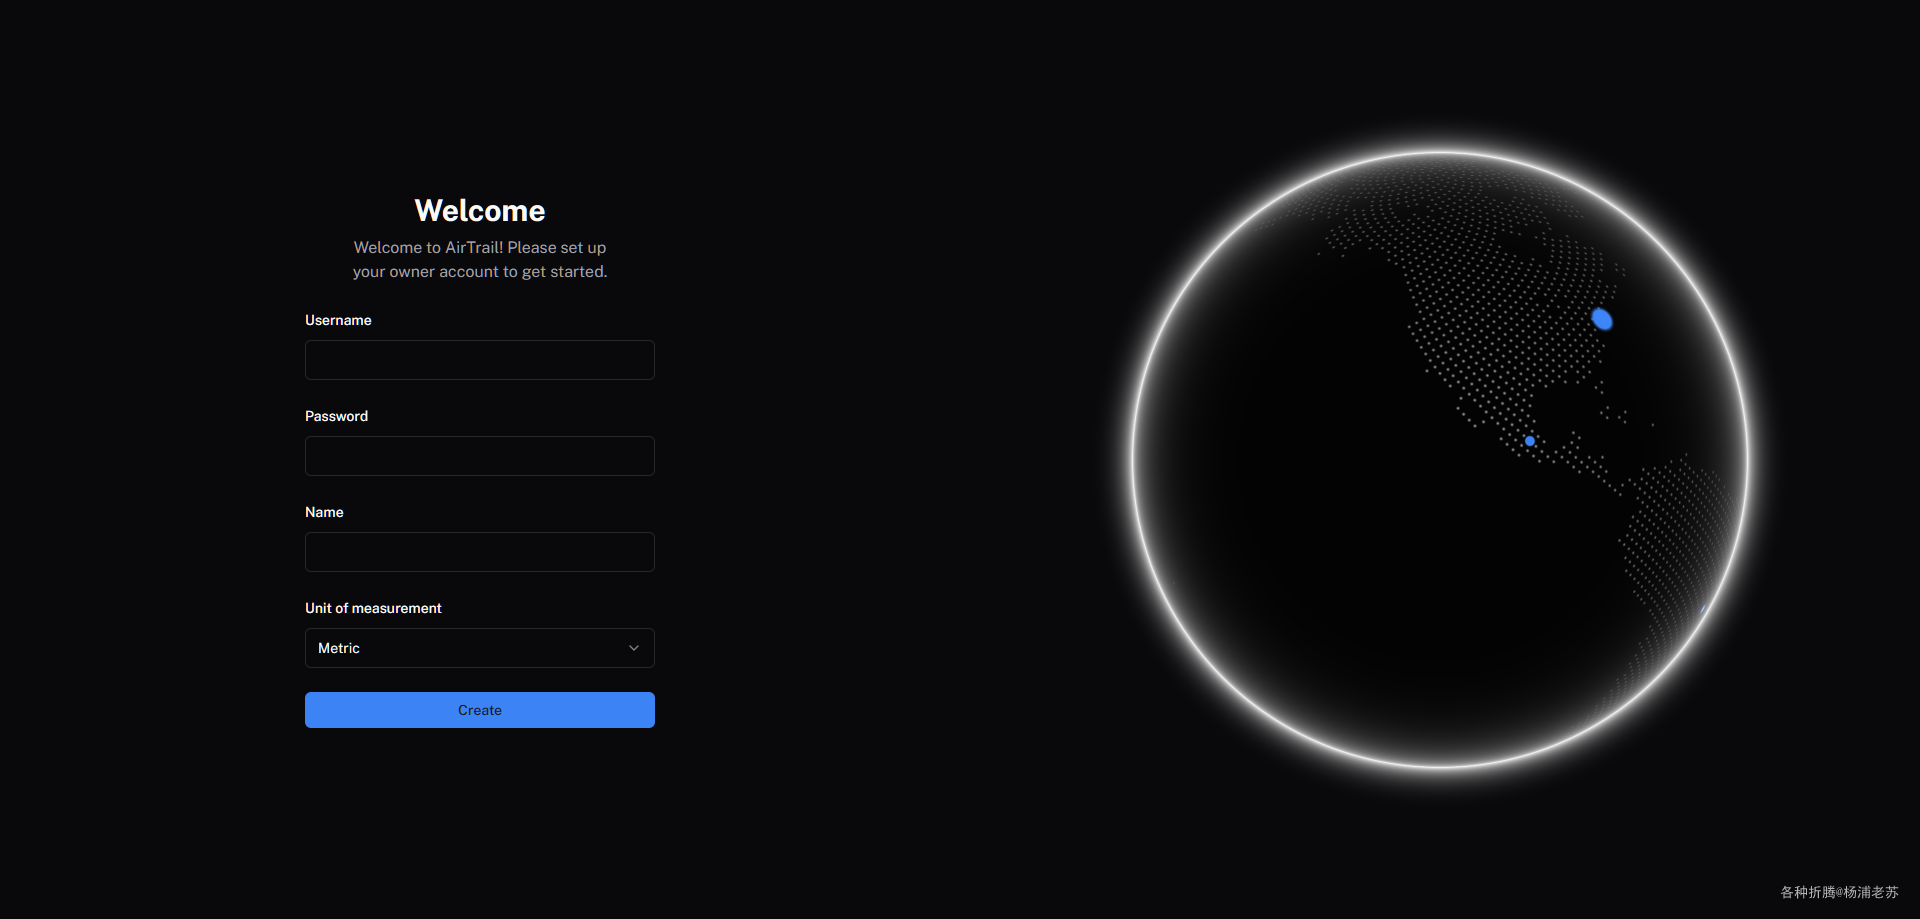 Welcome
Welcome to AirTrail! Please set up
your owner account to get started.
Username
Password
Name
Unit of measurement
Metric
Create
各种折腾@杨浦老苏